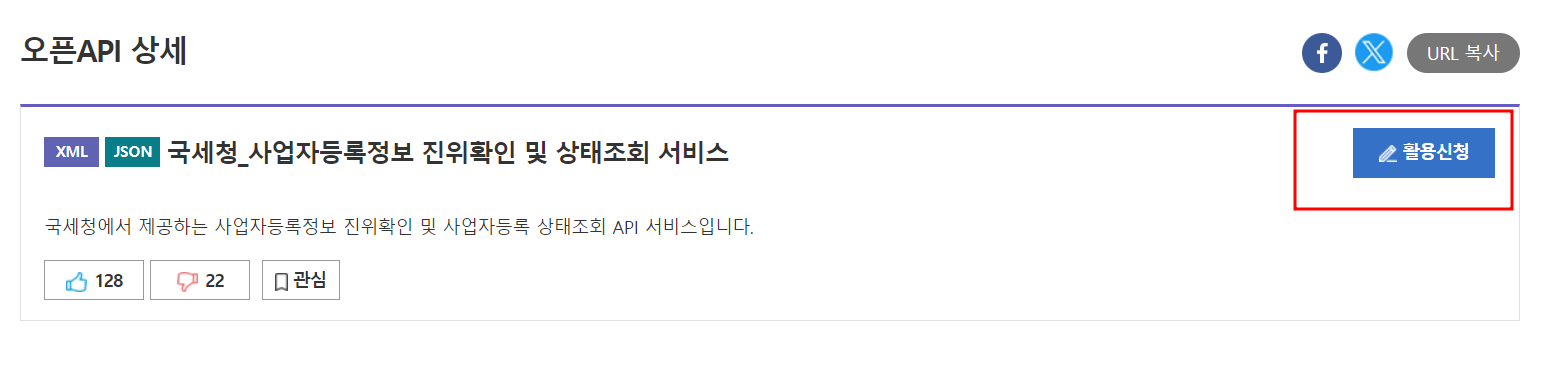 오픈API 상세
f
X
URL 복사
XML JSON 국세청_사업자등록정보 진위확인 및 상태조회 서비스
활용신청
국세청에서 제공하는 사업자등록정보 진위확인 및 사업자등록 상태조회 API 서비스입니다.
128 22 관심